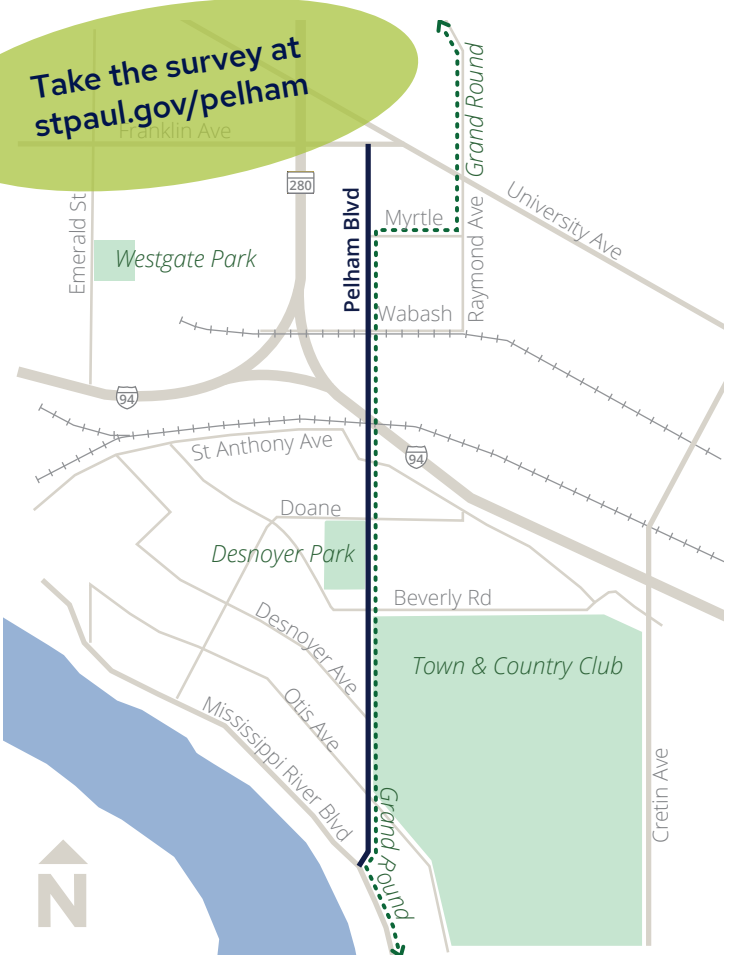 Take the survey at
stpaul.gov/pelham
Franklin Ave
Grand Round
280
University Ave
Emerald St
Pelham Blvd
Myrtle
Raymond Ave
Westgate Park
Wabash
94
St Anthony Ave
94
Doane
Desnoyer Park
Beverly Rd
Desnoyer Ave
Town & Country Club
Otis Ave
Mississippi River Blvd
Cretin Ave
Grand Round
N